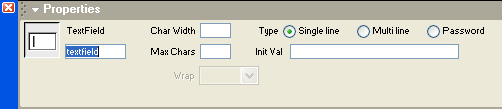 Properties
TextField Char Width Type Single line Multi line Password
textfield Max Chars Init Val
Wrap